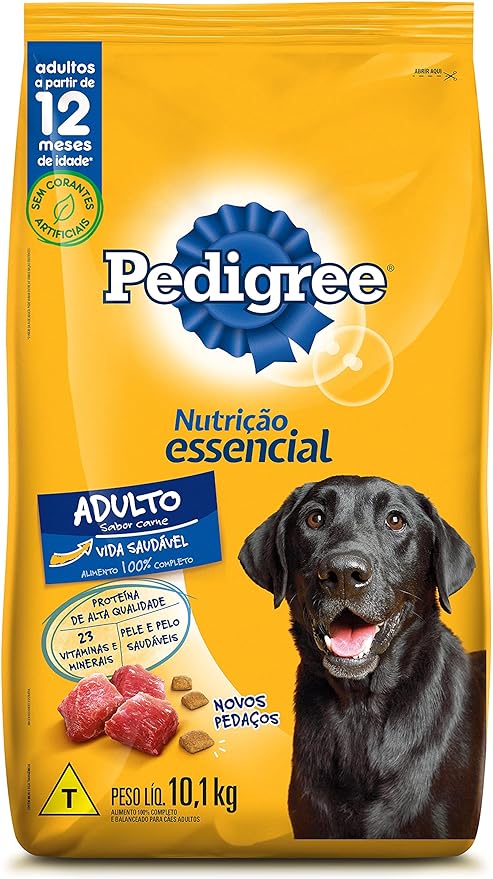 adultos
a partir de
12
meses
de idade*
SEM CORANTES
ARTIFICIAIS
ABRIR AQUI
Pedigree®
Nutrição
essencial
ADULTO
Sabor carne
VIDA SAUDÁVEL
ALIMENTO 100% COMPLETO
PROTEÍNA
DE ALTA QUALIDADE
23
VITAMINAS E
MINERAIS
PELE E PELO
SAUDÁVEIS
NOVOS
PEDAÇOS
T
PESO LÍQ. 10,1kg
ALIMENTO 100% COMPLETO
E BALANCEADO PARA CÃES ADULTOS